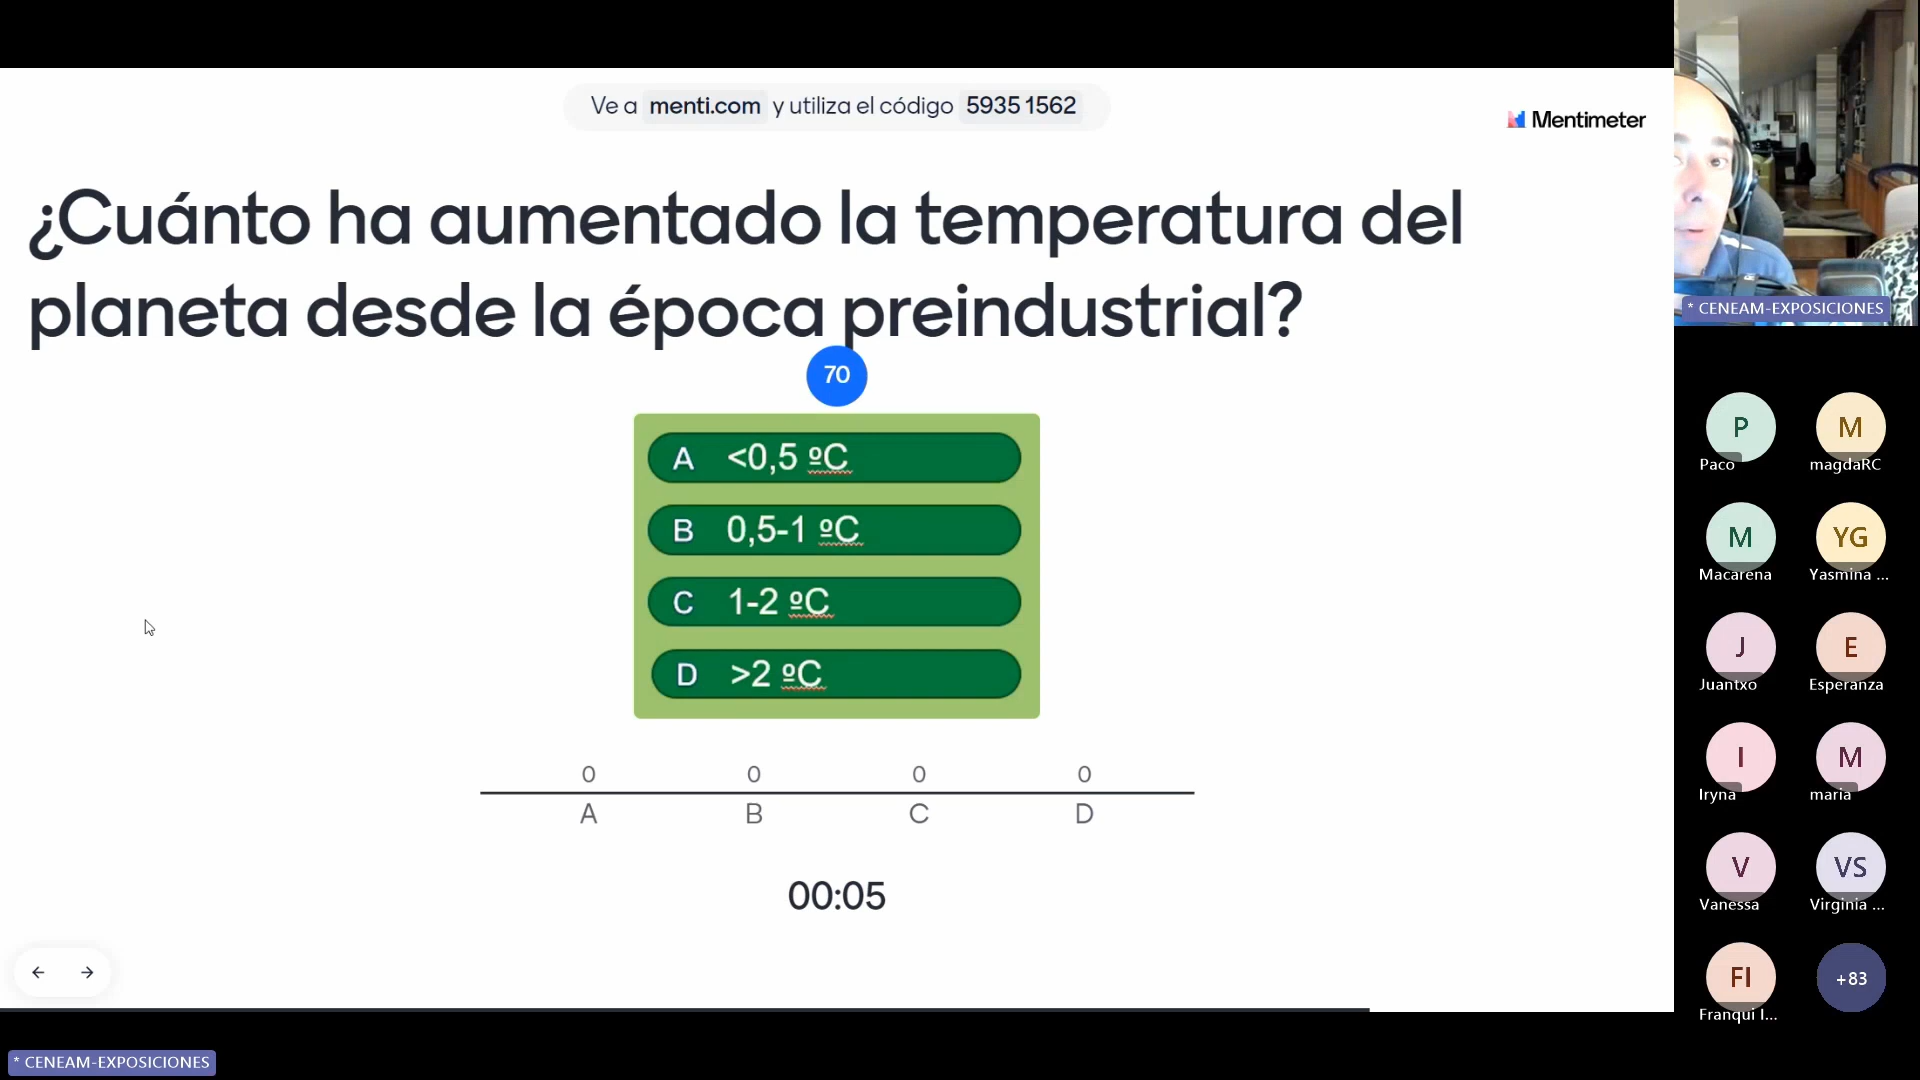 Ve a menti.com y utiliza el código 5935 1562
Mentimeter
¿Cuánto ha aumentado la temperatura del
planeta desde la época preindustrial?
70
A <0,5 ºC
B 0,5-1 ºC
C 1-2 ºC
D >2 ºC
0 0 0 0
A B C D
00:05
* CENEAM-EXPOSICIONES
P M
Paco magdaRC
M YG
Macarena Yasmina ...
J E
Juantxo Esperanza
I M
Iryna maria
V VS
Vanessa Virginia ...
FI +83
Franqui I...
* CENEAM-EXPOSICIONES